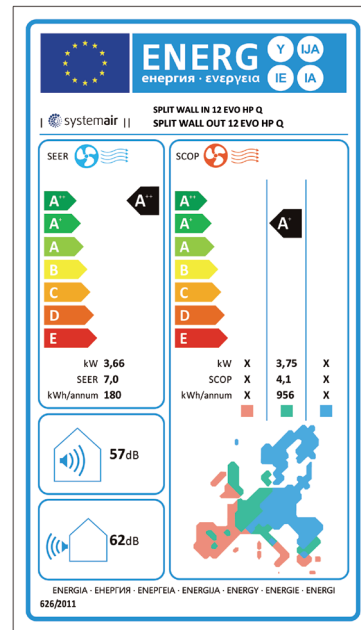 ENERG Y IJA
енергия · ενεργεια IE IA
systemair
SPLIT WALL IN 12 EVO HP Q
SPLIT WALL OUT 12 EVO HP Q
SEER
A++
A+
A
B
C
D
E
A++
kW 3,66
SEER 7,0
kWh/annum 180
SCOP
A++
A+
A
B
C
D
E
A+
kW X 3,75 X
SCOP X 4,1 X
kWh/annum X 956 X
57dB
62dB
ENERGIA · ЕНЕРГИЯ · ΕΝΕΡΓΕΙΑ · ENERGIJA · ENERGY · ENERGIE · ENERGI
626/2011